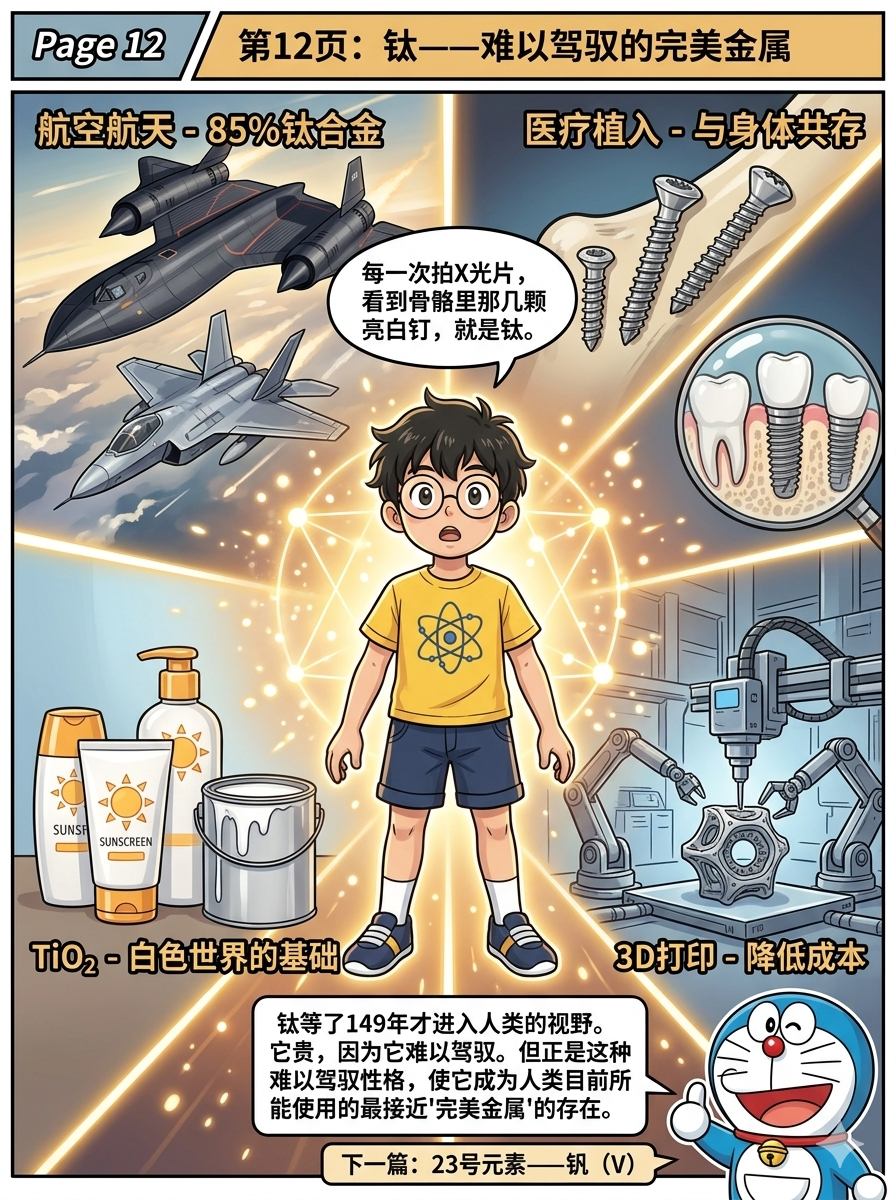 Page 12
第12页：钛——难以驾驭的完美金属
航空航天 - 85%钛合金
医疗植入 - 与身体共存
每一次拍X光片，
看到骨骼里那几颗
亮白钉，就是钛。
SUNSF
SUNSCREEN
TiO₂ - 白色世界的基础
3D打印 - 降低成本
钛等了149年才进入人类的视野。
它贵，因为它难以驾驭。但正是这种
难以驾驭性格，使它成为人类目前所
能使用的最接近'完美金属'的存在。
下一篇：23号元素——钒（V）